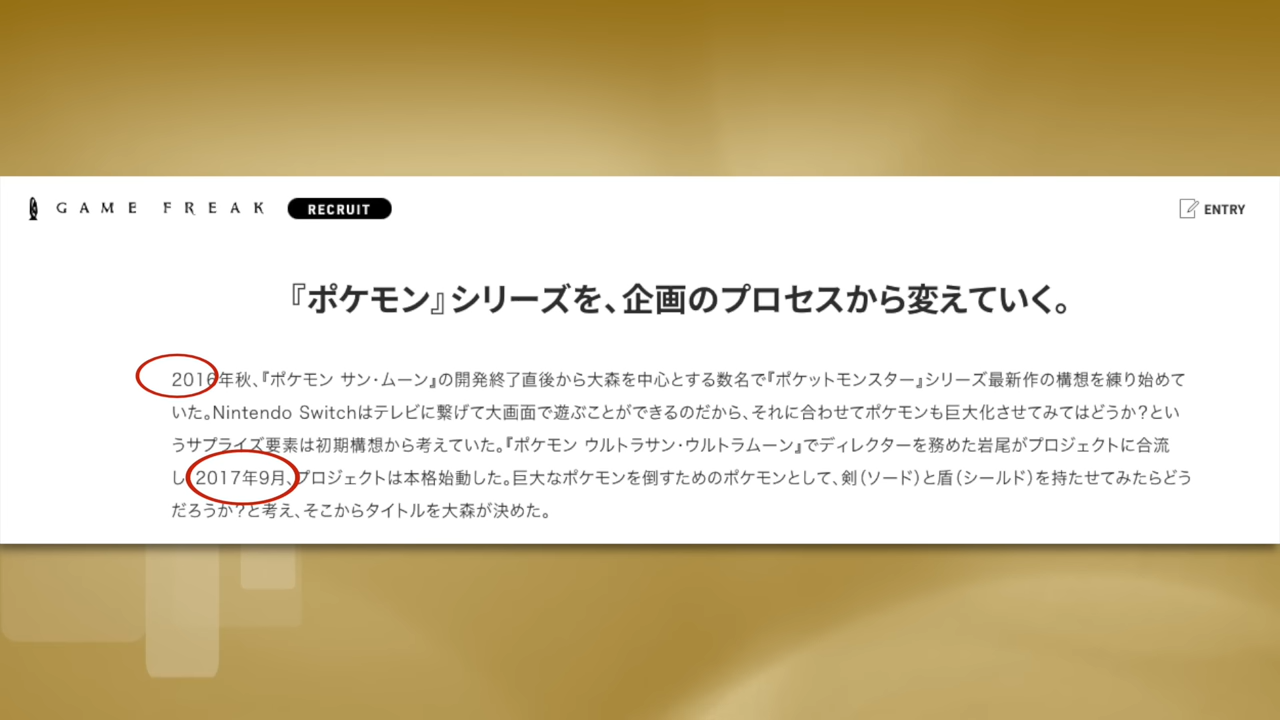 GAME FREAK RECRUIT ENTRY
『ポケモン』シリーズを、企画のプロセスから変えていく。
2016年秋、『ポケモン サン・ムーン』の開発終了直後から大森を中心とする数名で『ポケットモンスター』シリーズ最新作の構想を練り始めて
いた。Nintendo Switchはテレビに繋げて大画面で遊ぶことができるのだから、それに合わせてポケモンも巨大化させてみてはどうか？とい
うサプライズ要素は初期構想から考えていた。『ポケモン ウルトラサン・ウルトラムーン』でディレクターを務めた岩尾がプロジェクトに合流
し、2017年9月、プロジェクトは本格始動した。巨大なポケモンを倒すためのポケモンとして、剣（ソード）と盾（シールド）を持たせてみたらどう
だろうか？と考え、そこからタイトルを大森が決めた。